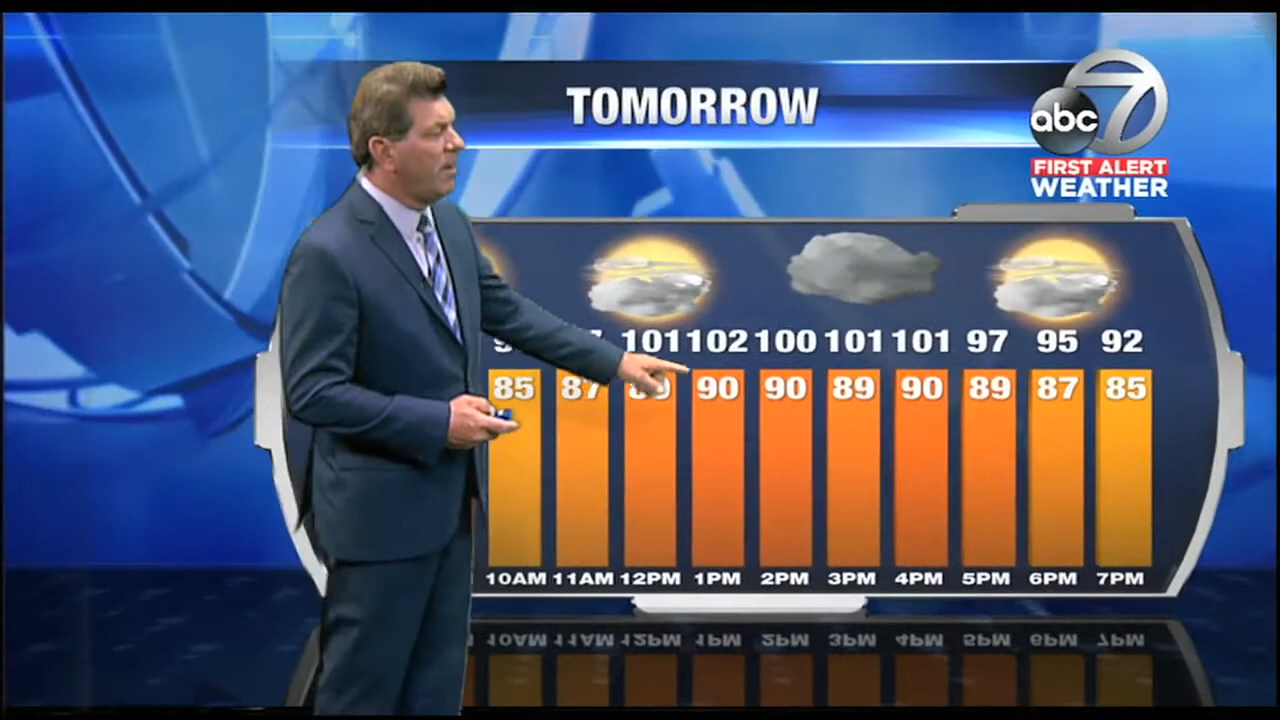 TOMORROW
abc 7
FIRST ALERT
WEATHER
101 102 100 101 101 97 95 92
85 87 89 90 90 89 90 89 87 85
10AM 11AM 12PM 1PM 2PM 3PM 4PM 5PM 6PM 7PM